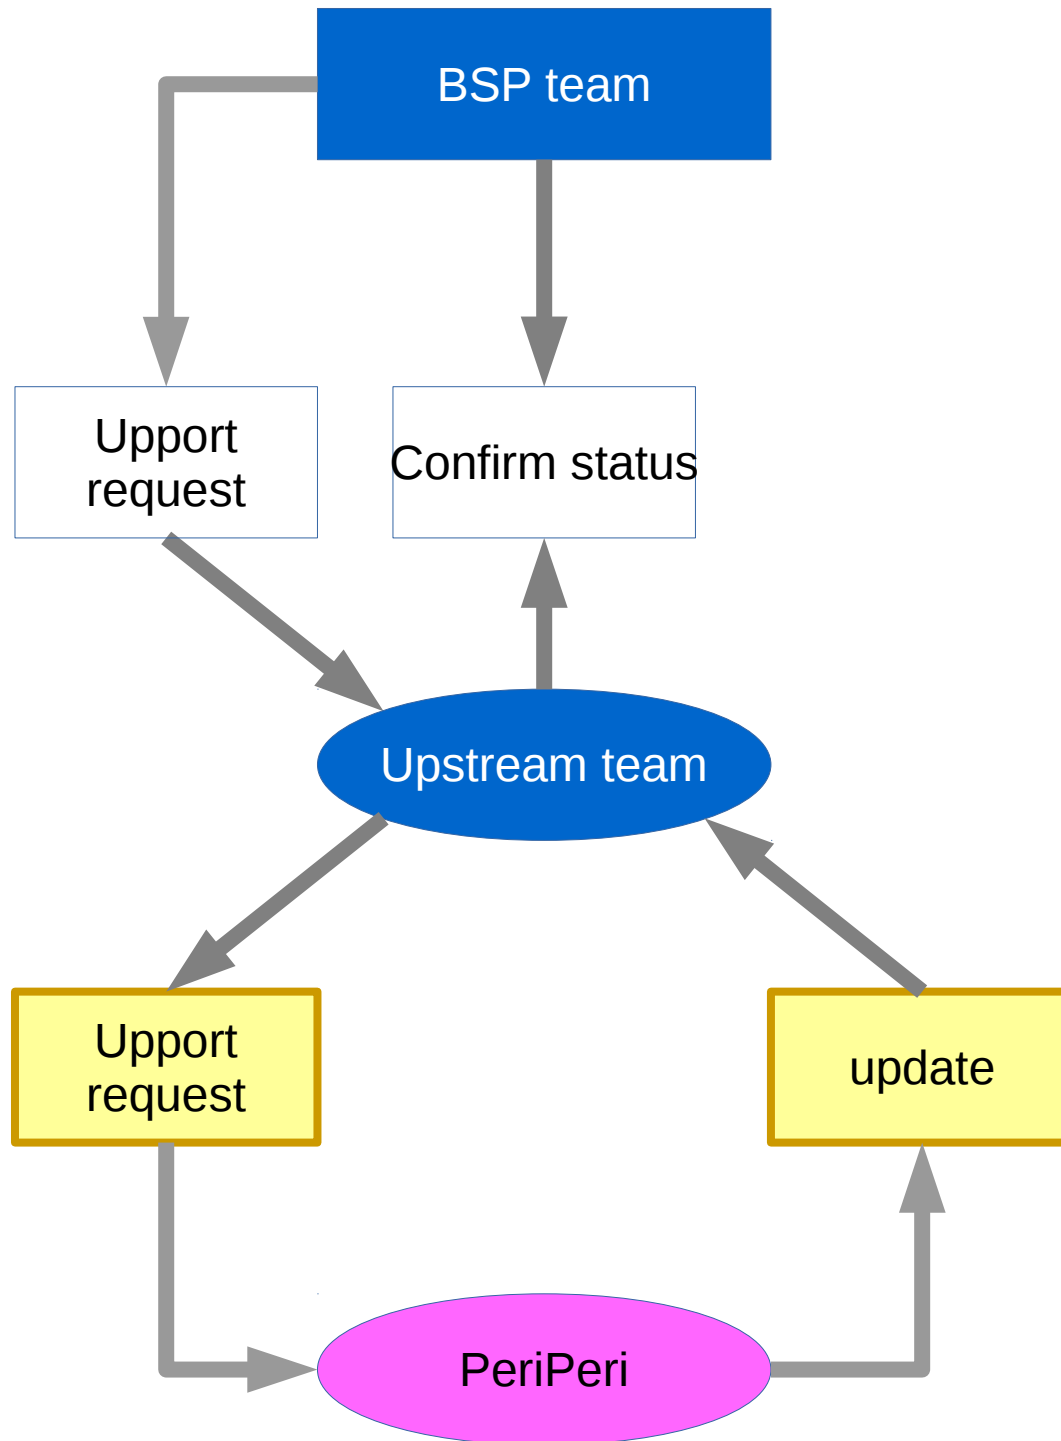 BSP team
Upport
request
Confirm status
Upstream team
Upport
request
update
PeriPeri